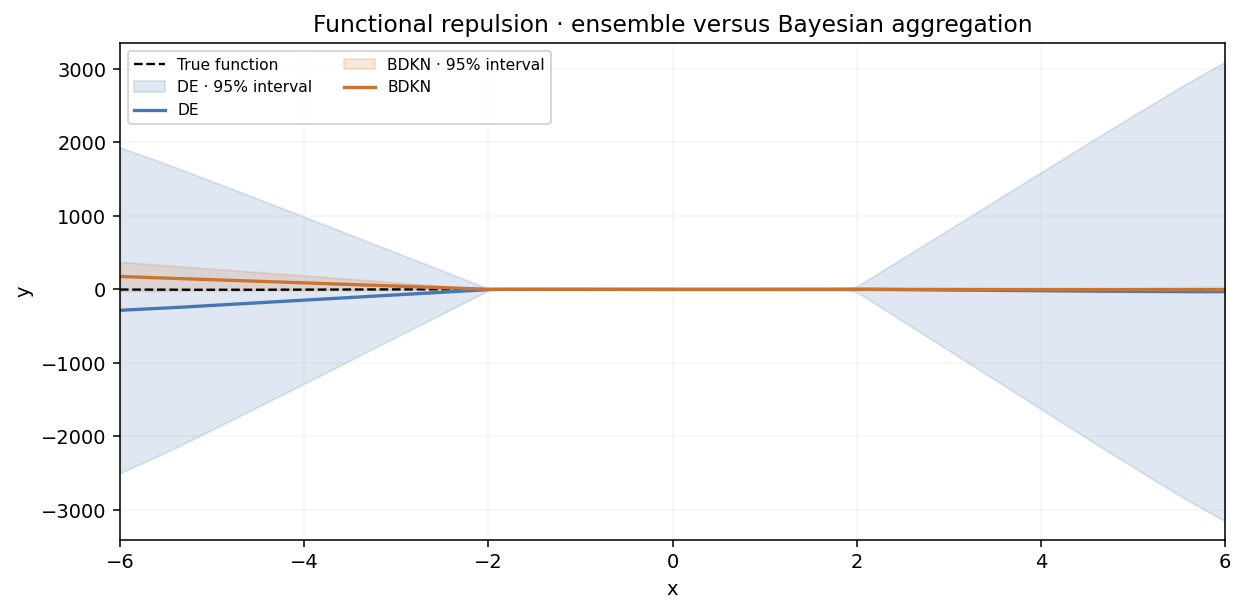 Functional repulsion · ensemble versus Bayesian aggregation
True function
DE · 95% interval
DE
BDKN · 95% interval
BDKN
3000
2000
1000
0
−1000
−2000
−3000
y
−6
−4
−2
0
2
4
6
x